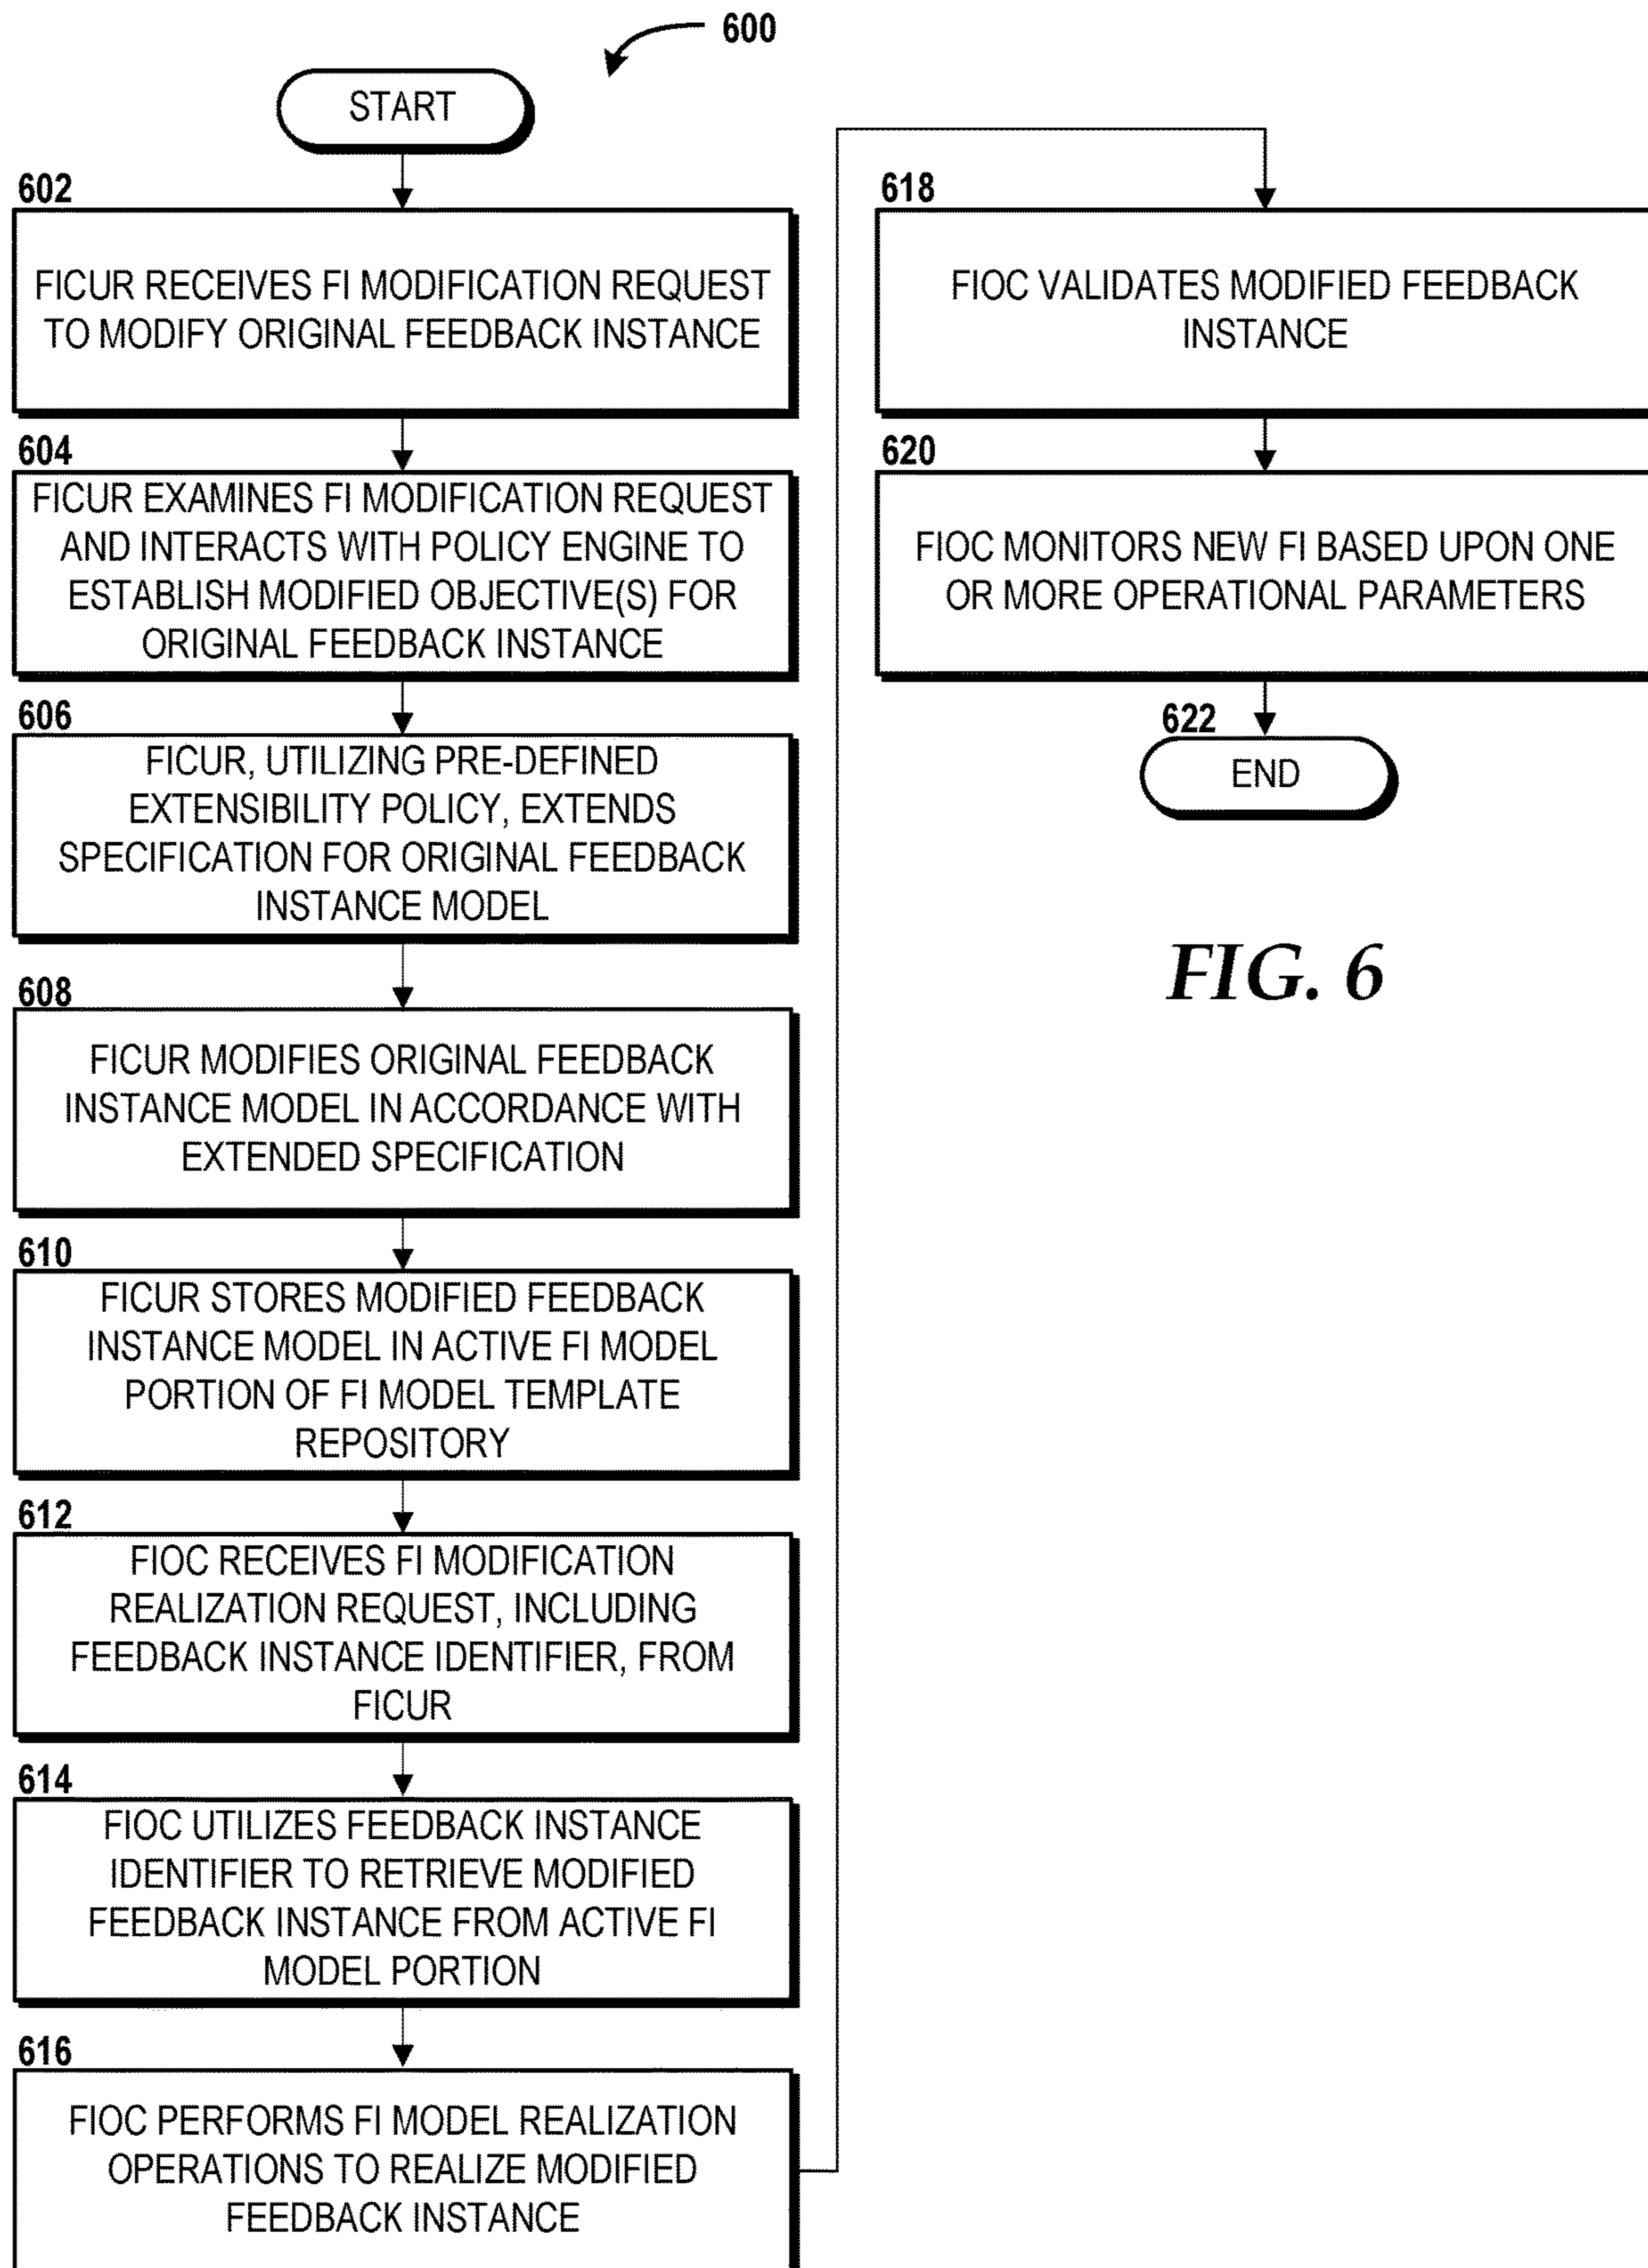 600
START
602
FICUR RECEIVES FI MODIFICATION REQUEST
TO MODIFY ORIGINAL FEEDBACK INSTANCE
604
FICUR EXAMINES FI MODIFICATION REQUEST
AND INTERACTS WITH POLICY ENGINE TO
ESTABLISH MODIFIED OBJECTIVE(S) FOR
ORIGINAL FEEDBACK INSTANCE
606
FICUR, UTILIZING PRE-DEFINED
EXTENSIBILITY POLICY, EXTENDS
SPECIFICATION FOR ORIGINAL FEEDBACK
INSTANCE MODEL
608
FICUR MODIFIES ORIGINAL FEEDBACK
INSTANCE MODEL IN ACCORDANCE WITH
EXTENDED SPECIFICATION
610
FICUR STORES MODIFIED FEEDBACK
INSTANCE MODEL IN ACTIVE FI MODEL
PORTION OF FI MODEL TEMPLATE
REPOSITORY
612
FIOC RECEIVES FI MODIFICATION
REALIZATION REQUEST, INCLUDING
FEEDBACK INSTANCE IDENTIFIER, FROM
FICUR
614
FIOC UTILIZES FEEDBACK INSTANCE
IDENTIFIER TO RETRIEVE MODIFIED
FEEDBACK INSTANCE FROM ACTIVE FI
MODEL PORTION
616
FIOC PERFORMS FI MODEL REALIZATION
OPERATIONS TO REALIZE MODIFIED
FEEDBACK INSTANCE
618
FIOC VALIDATES MODIFIED FEEDBACK
INSTANCE
620
FIOC MONITORS NEW FI BASED UPON ONE
OR MORE OPERATIONAL PARAMETERS
622
END
FIG. 6